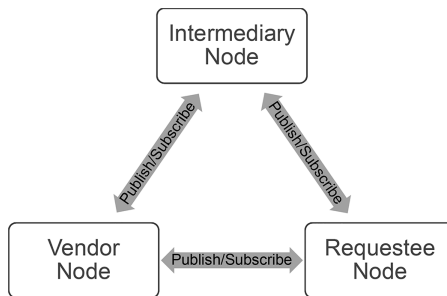 Intermediary
Node
Publish/Subscribe
Publish/Subscribe
Vendor
Node
Publish/Subscribe
Requestee
Node